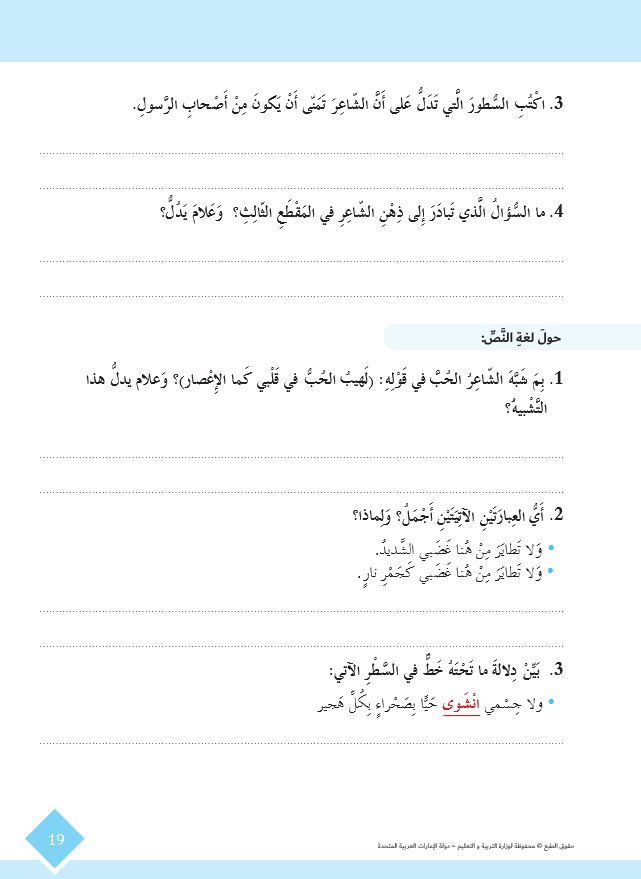 3. اكْتُبِ السُّطورَ الَّتي تَدَلُّ عَلى أَنَّ الشّاعِرَ تَمَنّى أَنْ يَكونَ مِنْ أَصْحابِ الرَّسولِ.
4. ما السُّؤالُ الَّذي تَبادَرَ إِلى ذِهْنِ الشّاعِرِ في المَقْطَعِ الثّالِثِ؟ وَعَلامَ يَدُلُّ؟
حولَ لغةِ النَّصِّ:
1. بِمَ شَبَّهَ الشّاعِرُ الحُبَّ في قَوْلِهِ: (لَهيبُ الحُبُّ في قَلْبي كَما الإِعْصار)؟ وَعلام يدلُّ هذا
التَّشْبيهُ؟
2. أَيُّ العِبارَتَيْنِ الآتِيَتَيْنِ أَجْمَلُ؟ وَلِماذا؟
• وَلا تَطايَرَ مِنْ هُنا غَضَبي الشَّديدُ.
• وَلا تَطايَرَ مِنْ هُنا غَضَبي كَجَمْرِ نارٍ.
3. بَيِّنْ دِلالةَ ما تَحْتَهُ خَطٌّ في السَّطْرِ الآتي:
• ولا جِسْمي انْشَوى حَيًّا بِصَحْراءٍ بِكُلِّ هَجير
حقوق الطبع © محفوظة لوزارة التربية و التعليم – دولة الإمارات العربية المتحدة
19